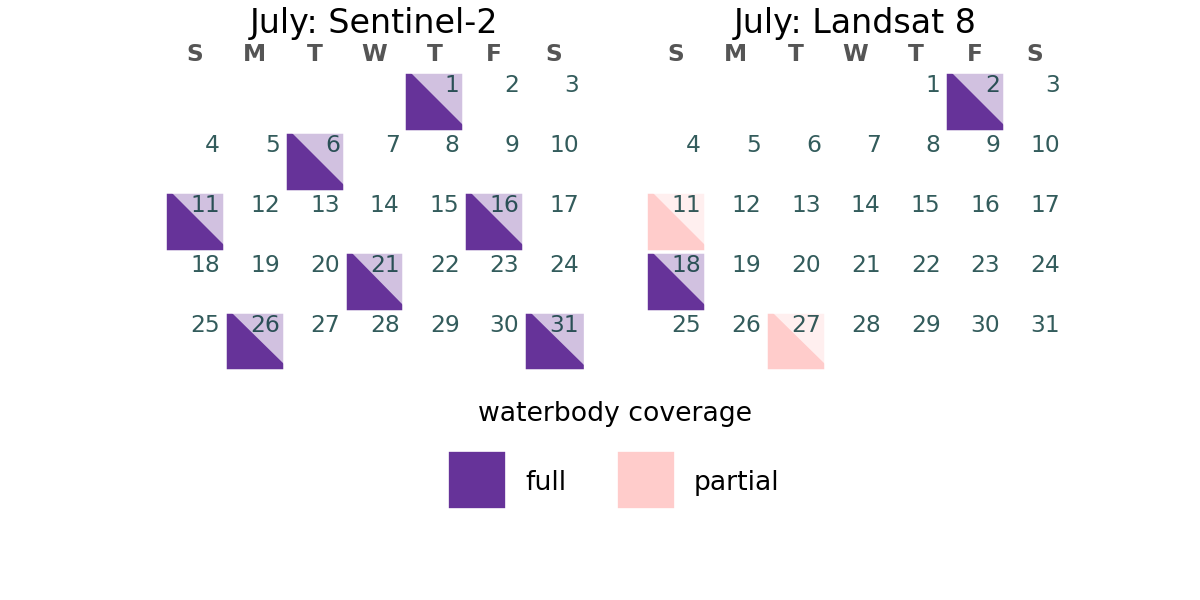 July: Sentinel-2
S M T W T F S
1 2 3
4 5 6 7 8 9 10
11 12 13 14 15 16 17
18 19 20 21 22 23 24
25 26 27 28 29 30 31
July: Landsat 8
S M T W T F S
1 2 3
4 5 6 7 8 9 10
11 12 13 14 15 16 17
18 19 20 21 22 23 24
25 26 27 28 29 30 31
waterbody coverage
full partial